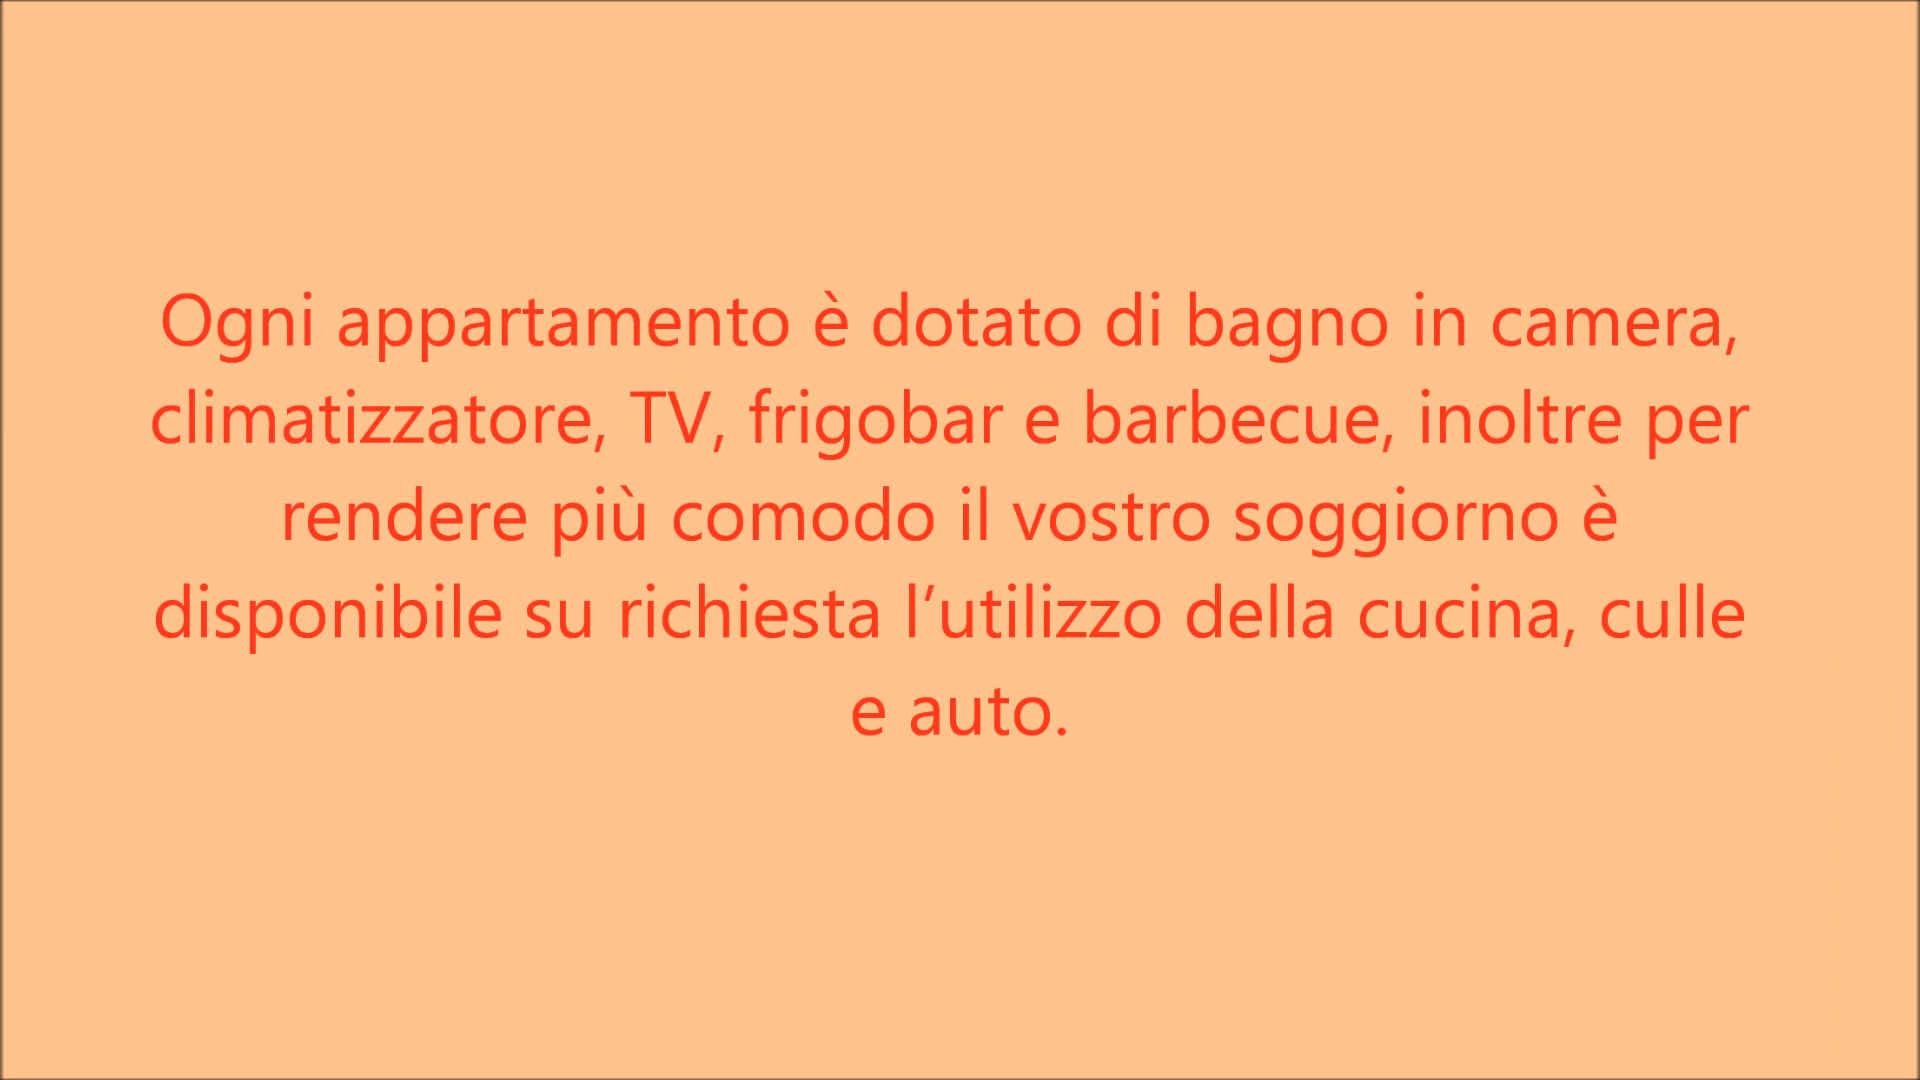 Ogni appartamento è dotato di bagno in camera,
climatizzatore, TV, frigobar e barbecue, inoltre per
rendere più comodo il vostro soggiorno è
disponibile su richiesta l’utilizzo della cucina, culle
e auto.